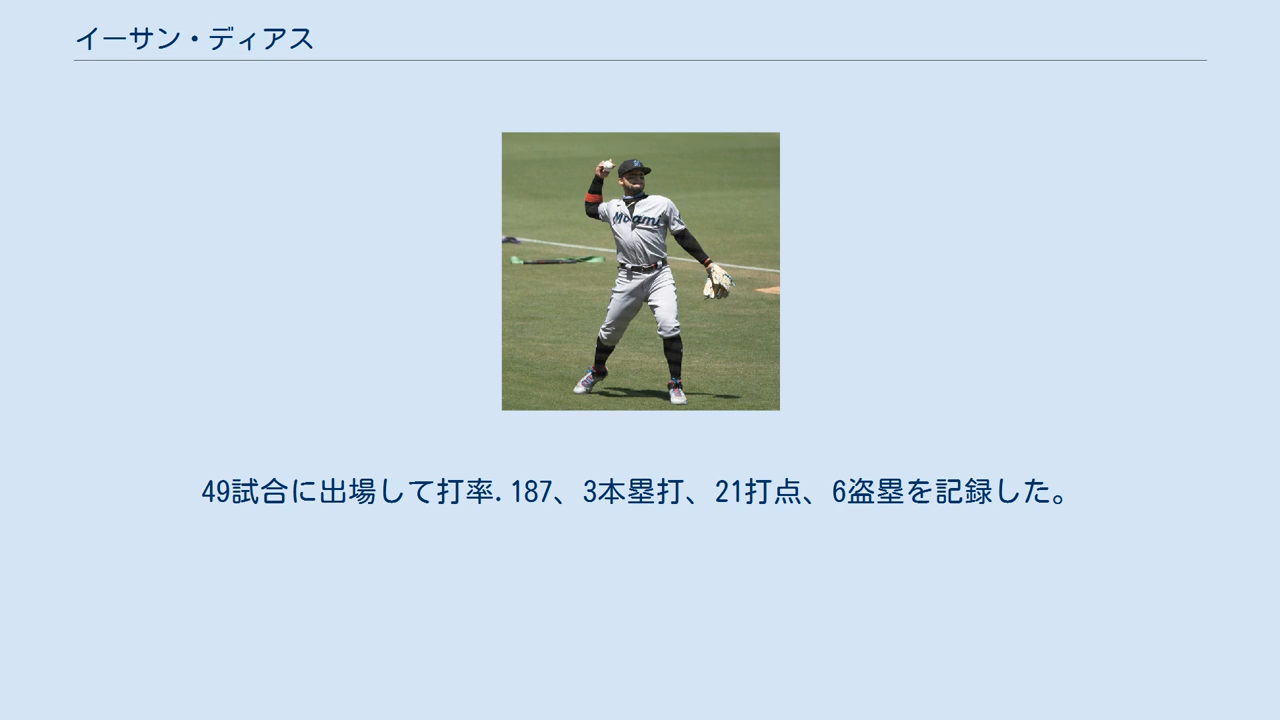 イーサン・ディアス
Miami
49試合に出場して打率.187、3本塁打、21打点、6盗塁を記録した。